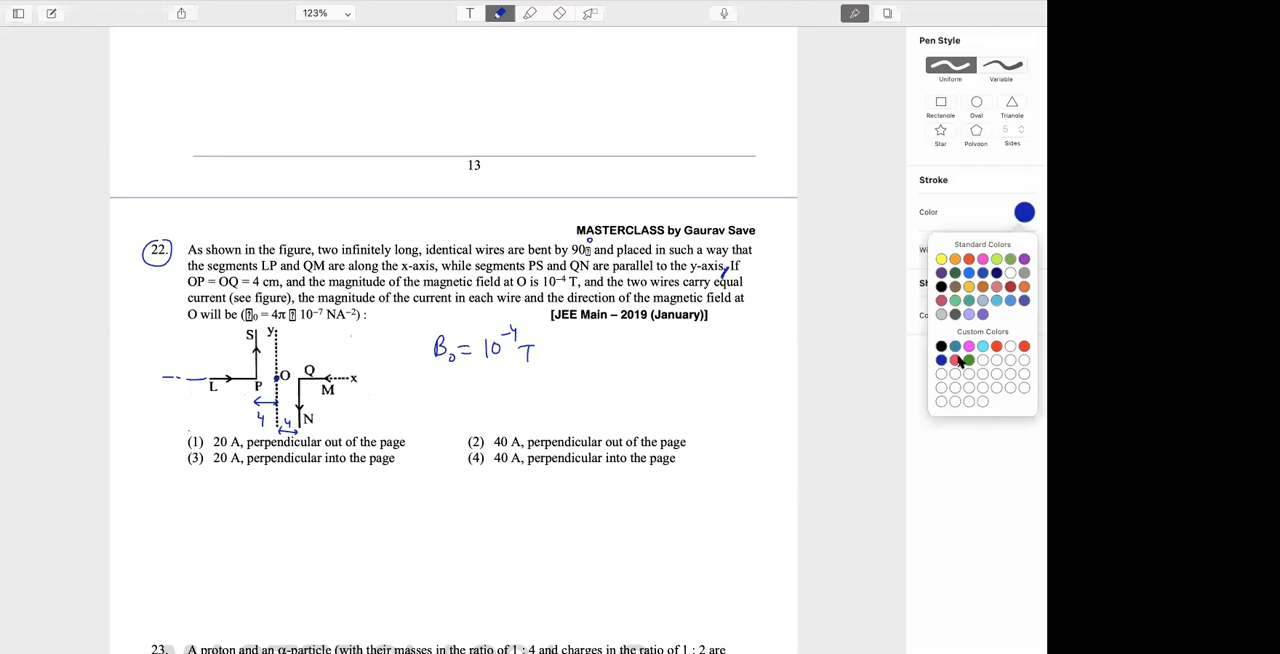 123%
T
Pen Style
Uniform Variable
Rectangle Oval Triangle
5
Star Polygon Sides
Stroke
Color
Standard Colors
Custom Colors
13
MASTERCLASS by Gaurav Save
22. As shown in the figure, two infinitely long, identical wires are bent by 90° and placed in such a way that
the segments LP and QM are along the x-axis, while segments PS and QN are parallel to the y-axis. If
OP = OQ = 4 cm, and the magnitude of the magnetic field at O is 10⁻⁴ T, and the two wires carry equal
current (see figure), the magnitude of the current in each wire and the direction of the magnetic field at
O will be (▯₀ = 4π ▯ 10⁻⁷ NA⁻²) : [JEE Main – 2019 (January)]
S y
B₀ = 10⁻⁴ T
O Q x
L P M
4 4 N
(1) 20 A, perpendicular out of the page (2) 40 A, perpendicular out of the page
(3) 20 A, perpendicular into the page (4) 40 A, perpendicular into the page
23. A proton and an α-particle (with their masses in the ratio of 1 : 4 and charges in the ratio of 1 : 2 are